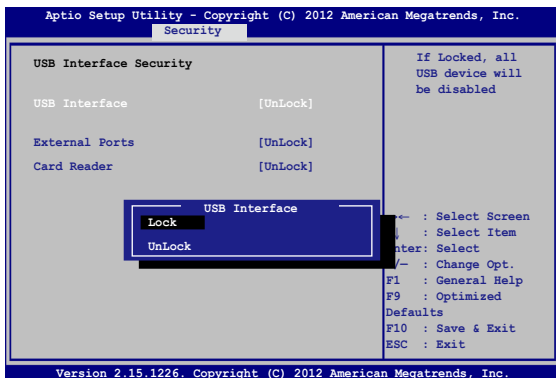 Aptio Setup Utility - Copyright (C) 2012 American Megatrends, Inc.
Security
USB Interface Security
USB Interface [UnLock]
External Ports [UnLock]
Card Reader [UnLock]
If Locked, all
USB device will
be disabled
USB Interface
Lock
UnLock
→← : Select Screen
: Select Item
nter: Select
/— : Change Opt.
F1 : General Help
F9 : Optimized
Defaults
F10 : Save & Exit
ESC : Exit
Version 2.15.1226. Copyright (C) 2012 American Megatrends, Inc.